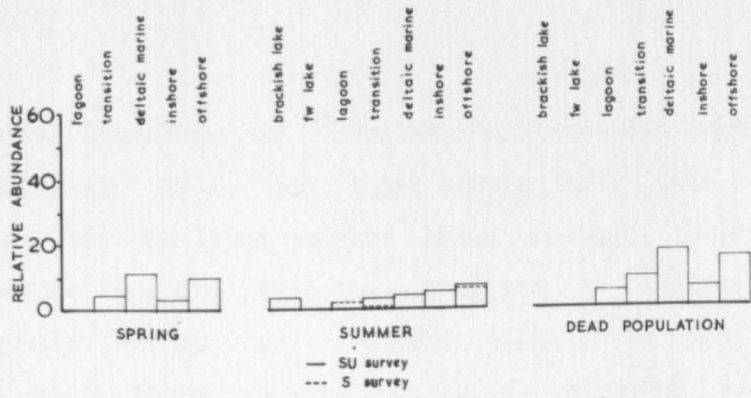 lagoon
transition
deltaic marine
inshore
offshore
brackish lake
fw lake
lagoon
transition
deltaic marine
inshore
offshore
brackish lake
fw lake
lagoon
transition
deltaic marine
inshore
offshore
RELATIVE ABUNDANCE
60
40
20
0
SPRING
SUMMER
DEAD POPULATION
SU survey
S survey